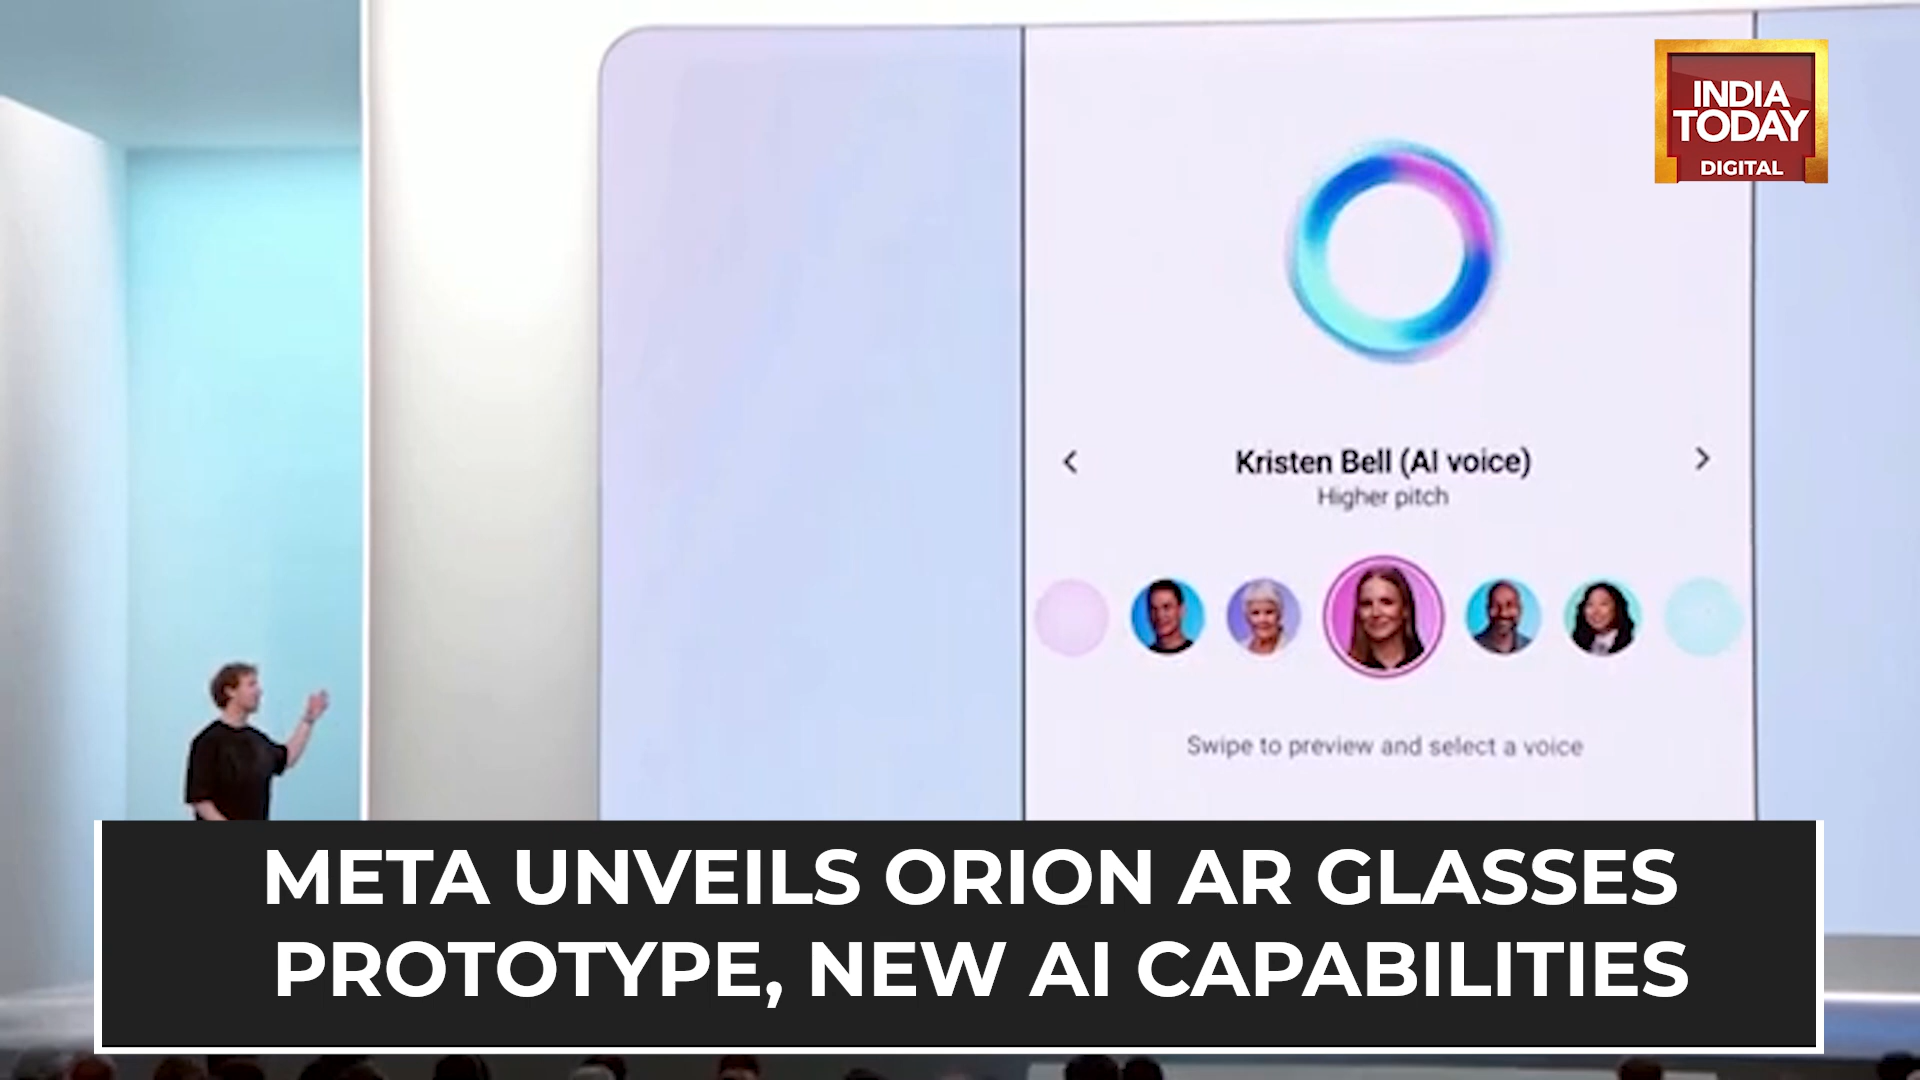 INDIA
TODAY
DIGITAL
Kristen Bell (AI voice)
Higher pitch
Swipe to preview and select a voice
META UNVEILS ORION AR GLASSES
PROTOTYPE, NEW AI CAPABILITIES